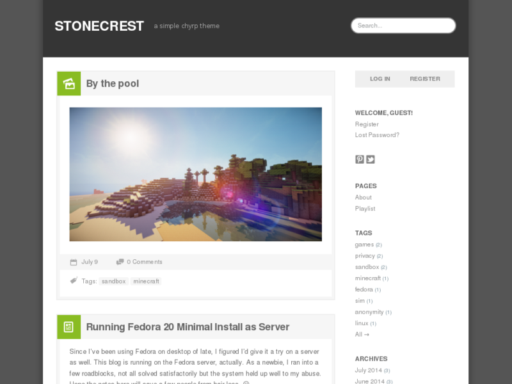 STONECREST a simple chyrp theme
Search...
By the pool
July 9 0 Comments
Tags: sandbox minecraft
Running Fedora 20 Minimal Install as Server
Since I've been using Fedora on desktop of late, I figured I'd give it a try on a server
as well. This blog is running on the Fedora server, actually. As a newbie, I ran into a
few roadblocks, not all solved satisfactorily but the system held up well to my abuse.
LOG IN REGISTER
WELCOME, GUEST!
Register
Lost Password?
PAGES
About
Playlist
TAGS
games (2)
privacy (2)
sandbox (2)
minecraft (1)
fedora (1)
sim (1)
anonymity (1)
linux (1)
All →
ARCHIVES
July 2014
June 2014